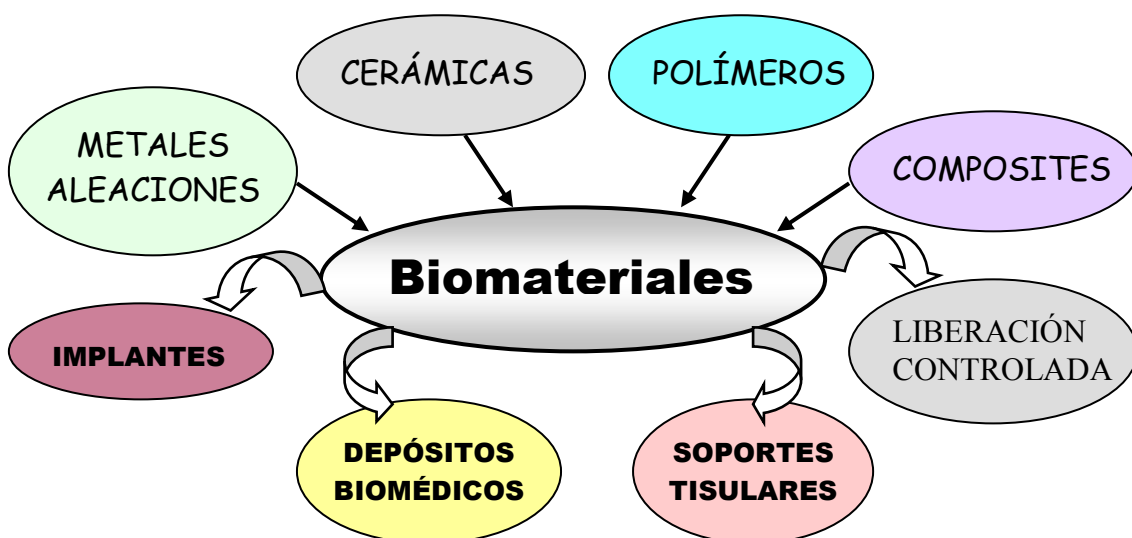 CERÁMICAS
POLÍMEROS
METALES
ALEACIONES
COMPOSITES
Biomateriales
IMPLANTES
LIBERACIÓN
CONTROLADA
DEPÓSITOS
BIOMÉDICOS
SOPORTES
TISULARES